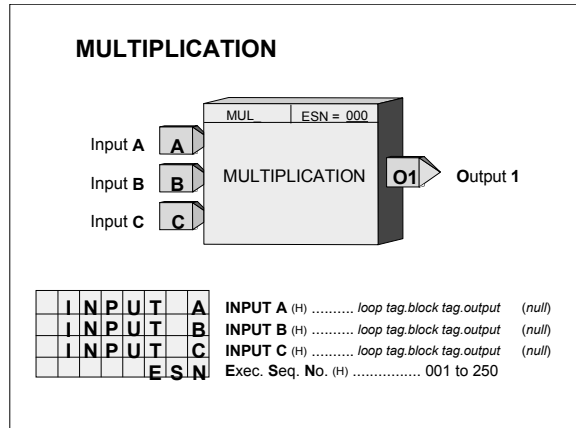 MULTIPLICATION
MUL_ ESN = 000
Input A A
Input B B
Input C C
MULTIPLICATION
O1 Output 1
INPUT A INPUT A (H) .......... loop tag.block tag.output (null)
INPUT B INPUT B (H) .......... loop tag.block tag.output (null)
INPUT C INPUT C (H) .......... loop tag.block tag.output (null)
ESN Exec. Seq. No. (H) ............... 001 to 250